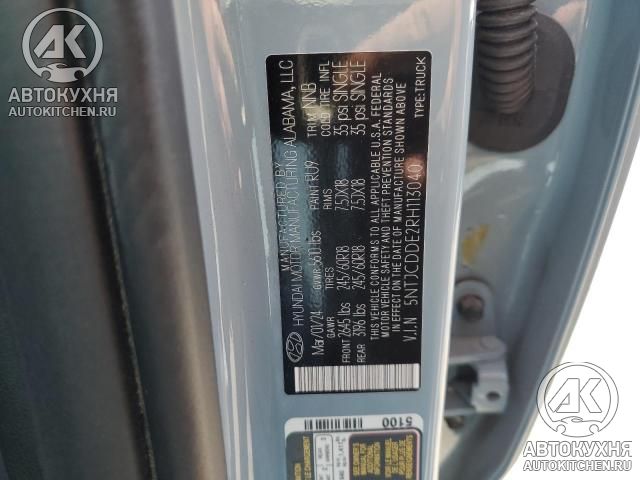 АВТОКУХНЯ
AUTOKITCHEN.RU
MANUFACTURED BY
HYUNDAI MOTOR MANUFACTURING ALABAMA, LLC
Mar/01/24 GVWR 5610 lbs PAINT RU9 TRIM NNB
GAWR TIRES RIMS COLD TIRE INFL
FRONT 2645 lbs 245/60R18 7.5JX18 35 psi SINGLE
REAR 3196 lbs 245/60R18 7.5JX18 35 psi SINGLE
THIS VEHICLE CONFORMS TO ALL APPLICABLE U.S.A. FEDERAL
MOTOR VEHICLE SAFETY AND THEFT PREVENTION STANDARDS
IN EFFECT ON THE DATE OF MANUFACTURE SHOWN ABOVE
V.I.N 5NTJCDDE2RH113040 TYPE:TRUCK
5100
АК
АВТОКУХНЯ
AUTOKITCHEN.RU